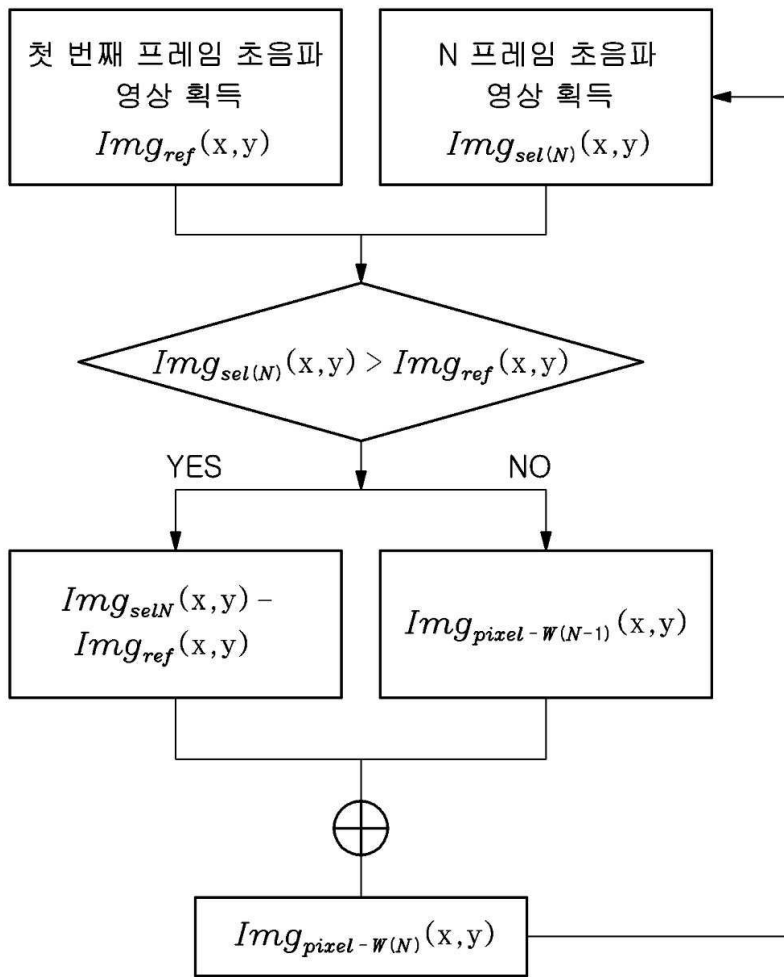 첫 번째 프레임 초음파
영상 획득
Img_ref(x,y)
N 프레임 초음파
영상 획득
Img_sel(N)(x,y)
Img_sel(N)(x,y) > Img_ref(x,y)
YES
NO
Img_selN(x,y) -
Img_ref(x,y)
Img_pixel-W(N-1)(x,y)
Img_pixel-W(N)(x,y)